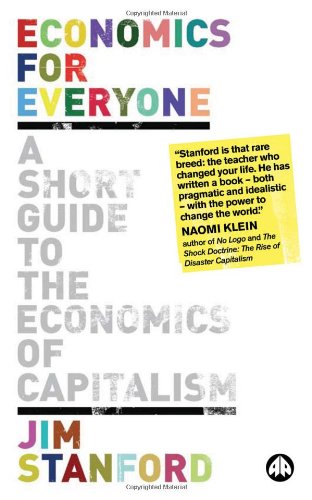 ECONOMICS
FOR
EVERYONE
A
SHORT
GUIDE
TO
THE
ECONOMICS
OF
CAPITALISM
“Stanford is that rare
breed: the teacher who
changed your life. He has
written a book – both
pragmatic and idealistic
– with the power to
change the world.”
NAOMI KLEIN
author of No Logo and The
Shock Doctrine: The Rise of
Disaster Capitalism
JIM
STANFORD